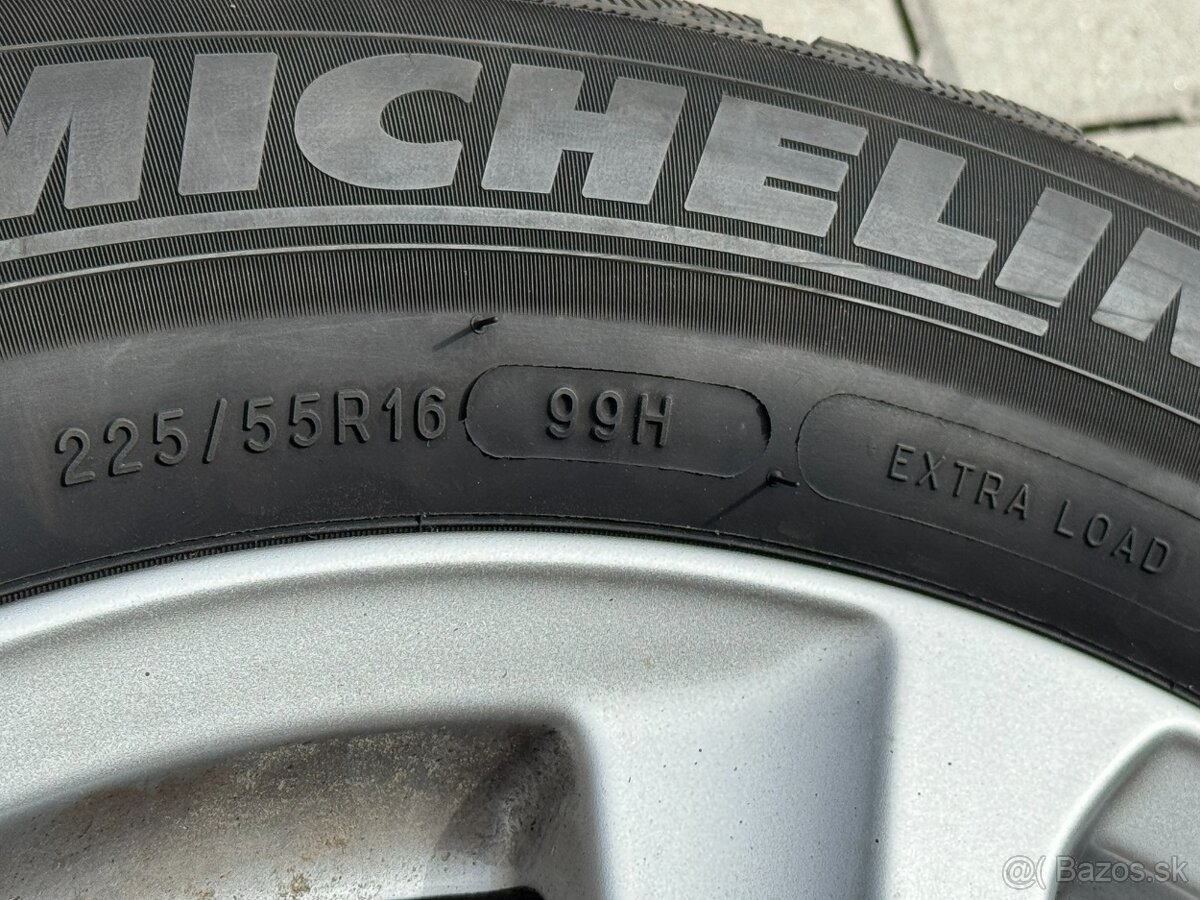 MICHELIN
225/55R16 99H EXTRA LOAD
@( Bazos.sk